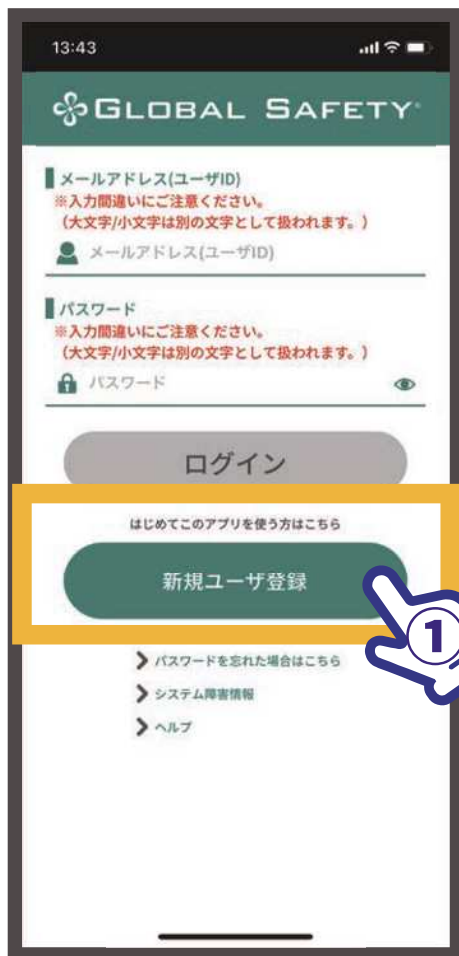 13:43
GLOBAL SAFETY
メールアドレス(ユーザID)
※入力間違いにご注意ください。
(大文字/小文字は別の文字として扱われます。)
メールアドレス(ユーザID)
パスワード
※入力間違いにご注意ください。
(大文字/小文字は別の文字として扱われます。)
パスワード
ログイン
はじめてこのアプリを使う方はこちら
新規ユーザ登録
1
パスワードを忘れた場合はこちら
システム障害情報
ヘルプ